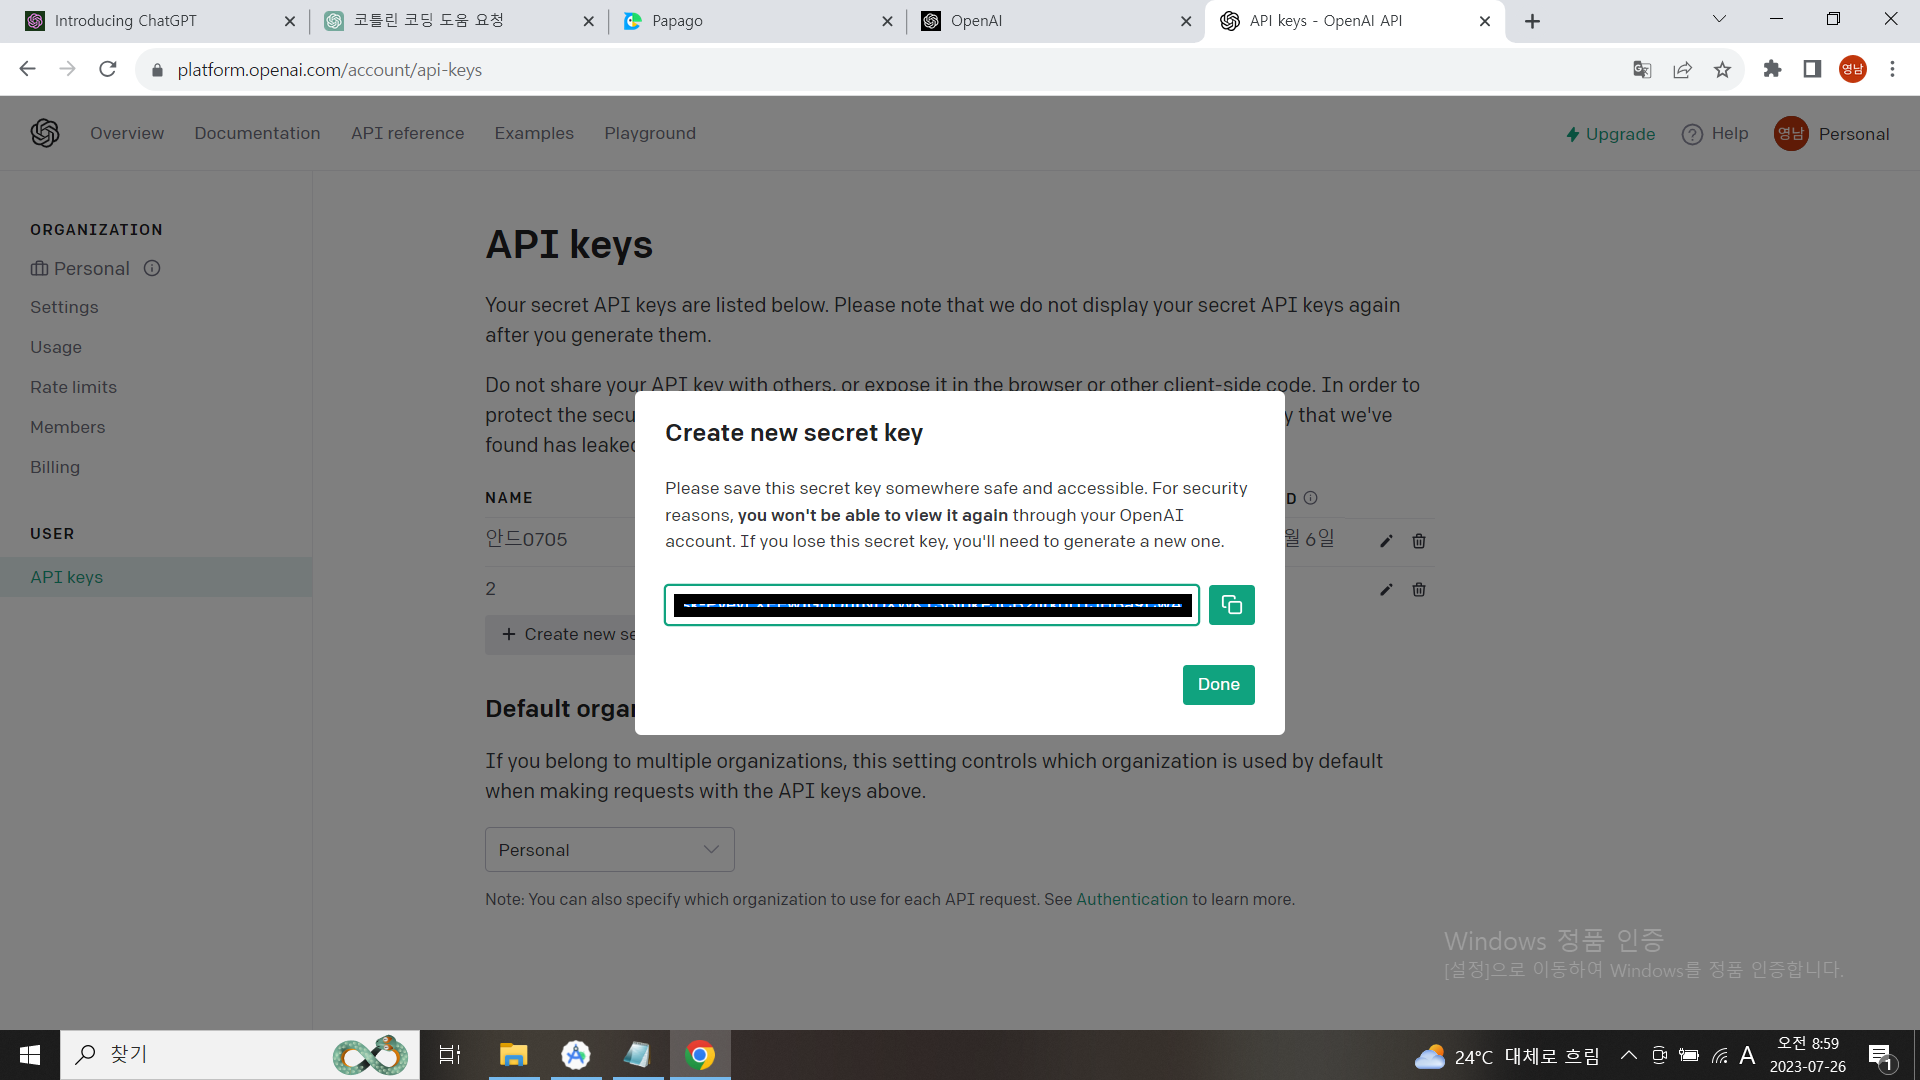 Introducing ChatGPT
코틀린 코딩 도움 요청
Papago
OpenAI
API keys - OpenAI API
platform.openai.com/account/api-keys
영남
Overview
Documentation
API reference
Examples
Playground
Upgrade
Help
영남
Personal
ORGANIZATION
Personal
Settings
Usage
Rate limits
Members
Billing
USER
API keys
API keys
Your secret API keys are listed below. Please note that we do not display your secret API keys again
after you generate them.
Do not share your API key with others, or expose it in the browser or other client-side code. In order to
protect the secu
y that we've
found has leaked
NAME
D
안드0705
월 6일
2
+ Create new se
Default organ
If you belong to multiple organizations, this setting controls which organization is used by default
when making requests with the API keys above.
Personal
Note: You can also specify which organization to use for each API request. See Authentication to learn more.
Create new secret key
Please save this secret key somewhere safe and accessible. For security
reasons, you won't be able to view it again through your OpenAI
account. If you lose this secret key, you'll need to generate a new one.
Done
Windows 정품 인증
[설정]으로 이동하여 Windows를 정품 인증합니다.
찾기
24°C 대체로 흐림
A
오전 8:59
2023-07-26
1